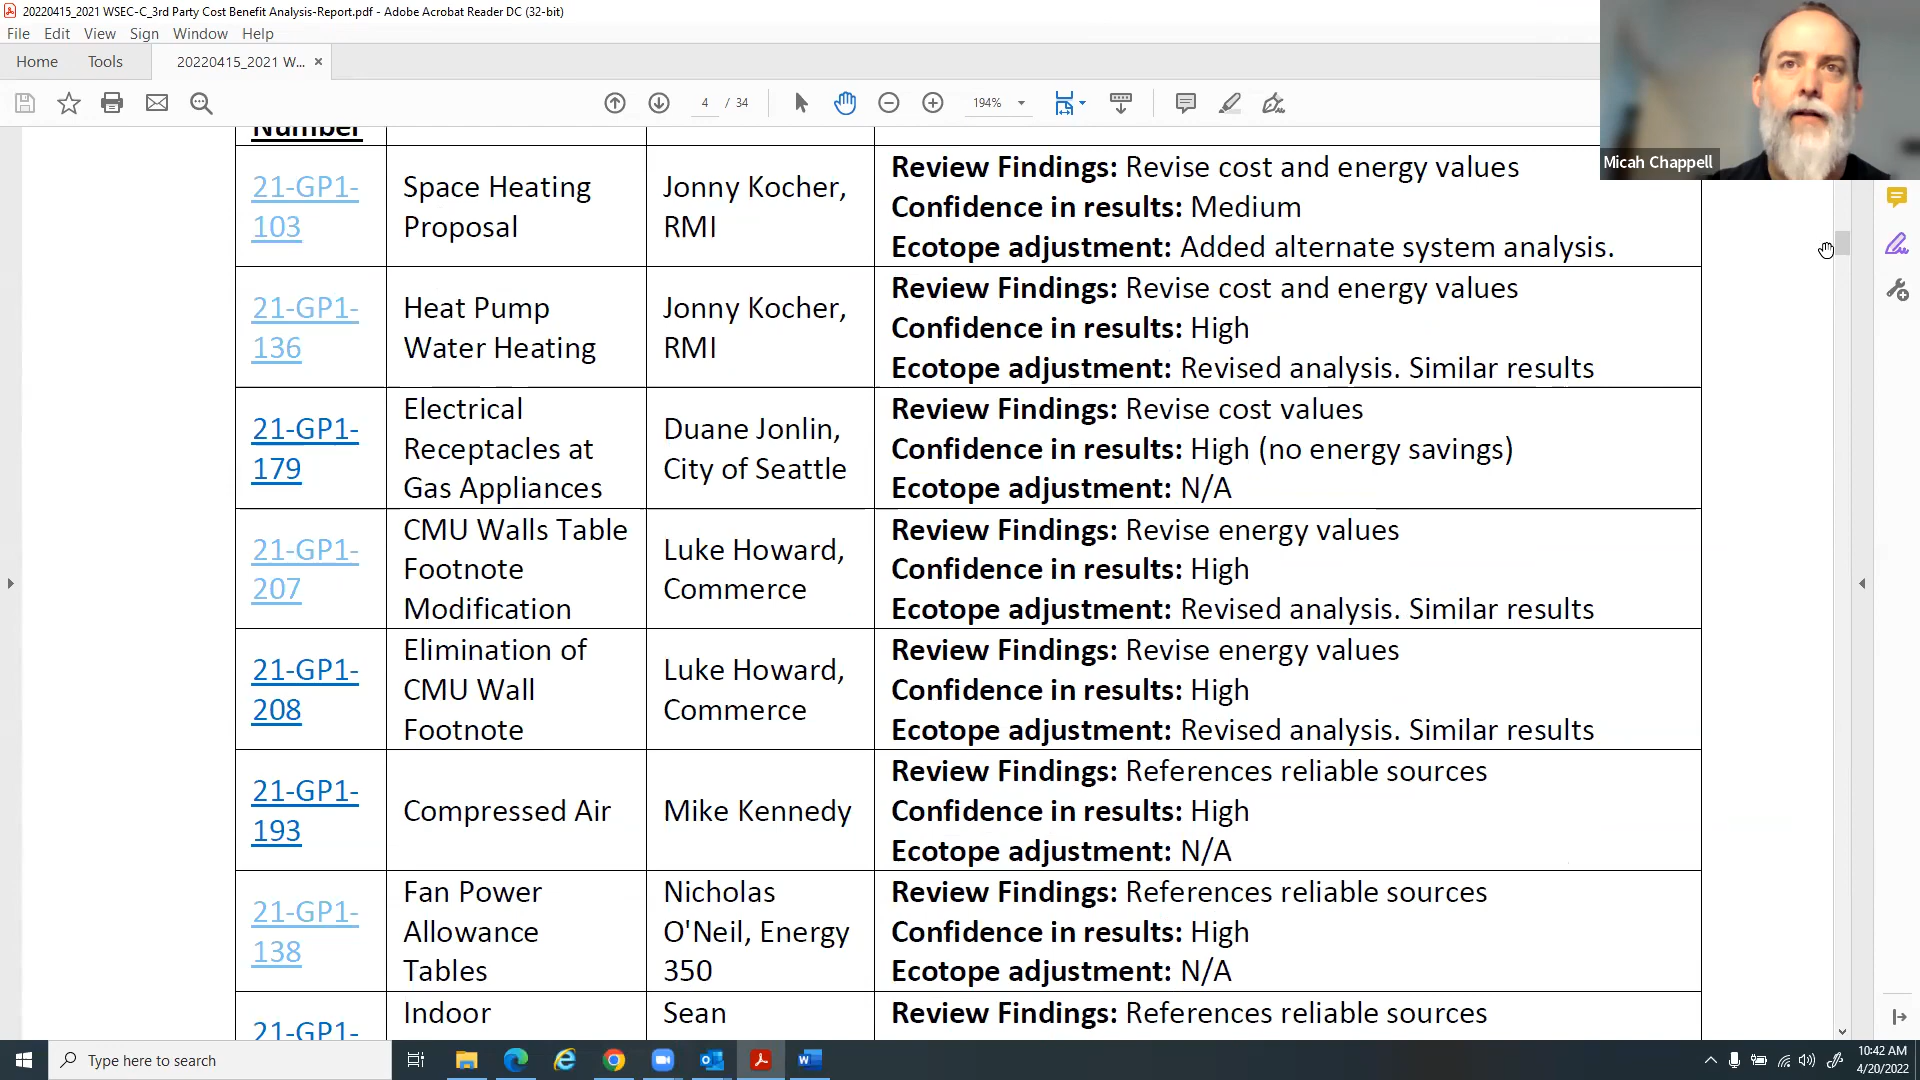 20220415_2021 WSEC-C_3rd Party Cost Benefit Analysis-Report.pdf - Adobe Acrobat Reader DC (32-bit)
File Edit View Sign Window Help
Home Tools 20220415_2021 W... ×
4 / 34 194%
Micah Chappell
Number
21-GP1-
103
Space Heating
Proposal
Jonny Kocher,
RMI
Review Findings: Revise cost and energy values
Confidence in results: Medium
Ecotope adjustment: Added alternate system analysis.
21-GP1-
136
Heat Pump
Water Heating
Jonny Kocher,
RMI
Review Findings: Revise cost and energy values
Confidence in results: High
Ecotope adjustment: Revised analysis. Similar results
21-GP1-
179
Electrical
Receptacles at
Gas Appliances
Duane Jonlin,
City of Seattle
Review Findings: Revise cost values
Confidence in results: High (no energy savings)
Ecotope adjustment: N/A
21-GP1-
207
CMU Walls Table
Footnote
Modification
Luke Howard,
Commerce
Review Findings: Revise energy values
Confidence in results: High
Ecotope adjustment: Revised analysis. Similar results
21-GP1-
208
Elimination of
CMU Wall
Footnote
Luke Howard,
Commerce
Review Findings: Revise energy values
Confidence in results: High
Ecotope adjustment: Revised analysis. Similar results
21-GP1-
193
Compressed Air
Mike Kennedy
Review Findings: References reliable sources
Confidence in results: High
Ecotope adjustment: N/A
21-GP1-
138
Fan Power
Allowance
Tables
Nicholas
O'Neil, Energy
350
Review Findings: References reliable sources
Confidence in results: High
Ecotope adjustment: N/A
21-GP1-
Indoor
Sean
Review Findings: References reliable sources
Type here to search
10:42 AM
4/20/2022